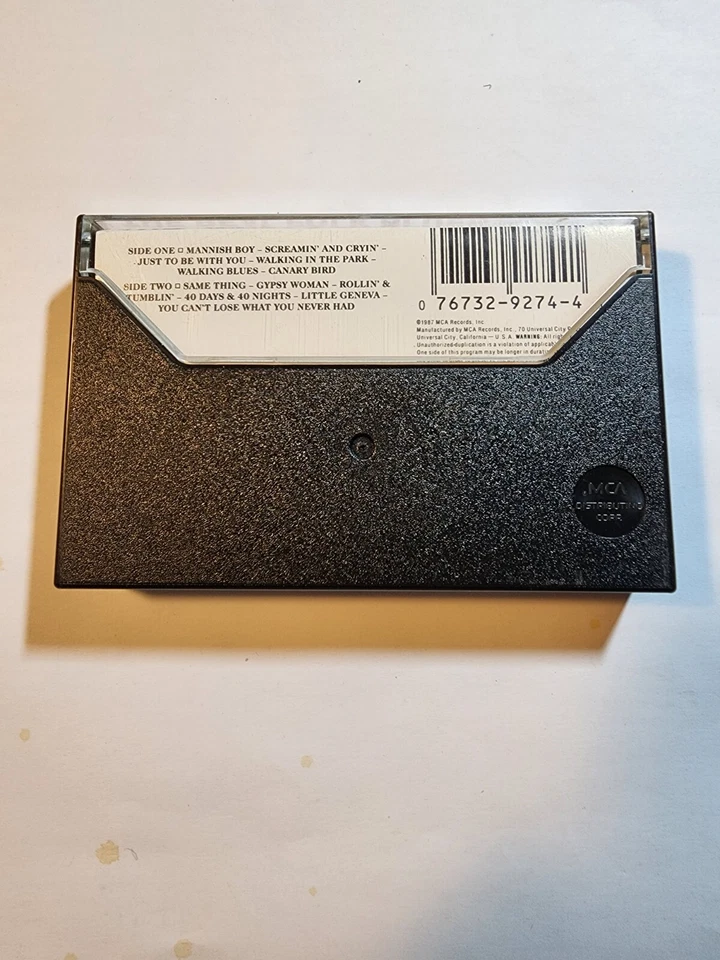 SIDE ONE □ MANNISH BOY – SCREAMIN' AND CRYIN' –
JUST TO BE WITH YOU – WALKING IN THE PARK –
WALKING BLUES – CANARY BIRD
SIDE TWO □ SAME THING – GYPSY WOMAN – ROLLIN' &
TUMBLIN' – 40 DAYS & 40 NIGHTS – LITTLE GENEVA –
YOU CAN'T LOSE WHAT YOU NEVER HAD
0 76732-9274-4
©1987 MCA Records, Inc.
Manufactured by MCA Records, Inc., 70 Universal City
Universal City, California — U.S.A. WARNING: All
Unauthorized duplication is a violation of
One side of this program may be longer in
MCA
DISTRIBUTING
CORP.